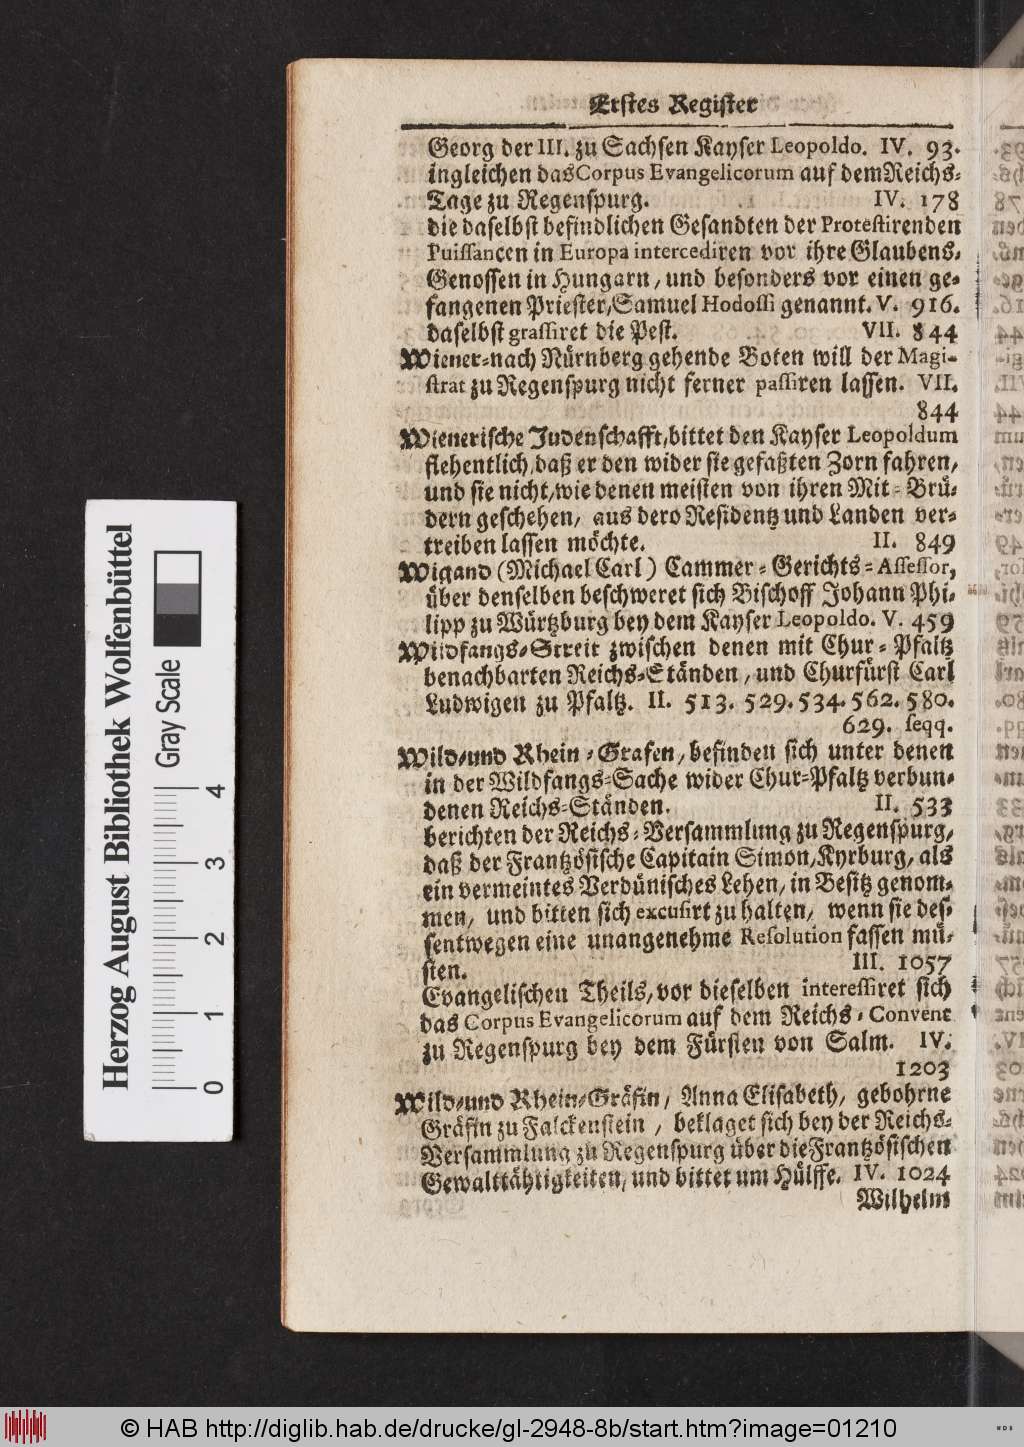 Erstes Register
Georg der III. zu Sachsen Kayser Leopoldo. IV. 93.
ingleichen das Corpus Evangelicorum auf dem Reichs-
Tage zu Regenspurg. IV. 178
die daselbst befindlichen Gesandten der Protestirenden
Puissancen in Europa intercediren vor ihre Glaubens-
Genossen in Hungarn, und besonders vor einen ge-
fangenen Priester, Samuel Hodossi genannt. V. 916.
daselbst grassiret die Pest. VII. 844
Wiener-nach Nürnberg gehende Boten will der Magi-
strat zu Regenspurg nicht ferner passiren lassen. VII.
844
Wienerische Judenschafft, bittet den Kayser Leopoldum
flehentlich, daß er den wider sie gefaßten Zorn fahren,
und sie nicht, wie denen meisten von ihren Mit-Brü-
dern geschehen, aus dero Residentz und Landen ver-
treiben lassen möchte. II. 849
Wigand (Michael Carl) Cammer-Gerichts-Assessor,
über denselben beschweret sich Bischoff Johann Phi-
lipp zu Würtzburg bey dem Kayser Leopoldo. V. 459
Wildfangs-Streit zwischen denen mit Chur-Pfaltz
benachbarten Reichs-Ständen, und Churfürst Carl
Ludwigen zu Pfaltz. II. 513. 529. 534. 562. 580.
629. seqq.
Wild-und Rhein-Grafen, befinden sich unter denen
in der Wildfangs-Sache wider Chur-Pfaltz verbun-
denen Reichs-Ständen. II. 533
berichten der Reichs-Versammlung zu Regenspurg,
daß der Frantzösische Capitain Simon, Kyrburg, als
ein vermeintes Verdünisches Lehen, in Besitz genom-
men, und bitten sich excusirt zu halten, wenn sie des-
sentwegen eine unangenehme Resolution fassen mü-
sten. III. 1057
Evangelischen Theils, vor dieselben interessiret sich
das Corpus Evangelicorum auf dem Reichs-Convent
zu Regenspurg bey dem Fürsten von Salm. IV.
1203
Wild-und Rhein-Gräfin, Anna Elisabeth, gebohrne
Gräfin zu Falckenstein, beklaget sich bey der Reichs-
Versammlung zu Regenspurg über die Frantzösischen
Gewaltthätigkeiten, und bittet um Hülffe. IV. 1024
Wilhelm
Herzog August Bibliothek Wolfenbüttel
Gray Scale
0 1 2 3 4
© HAB http://diglib.hab.de/drucke/gl-2948-8b/start.htm?image=01210